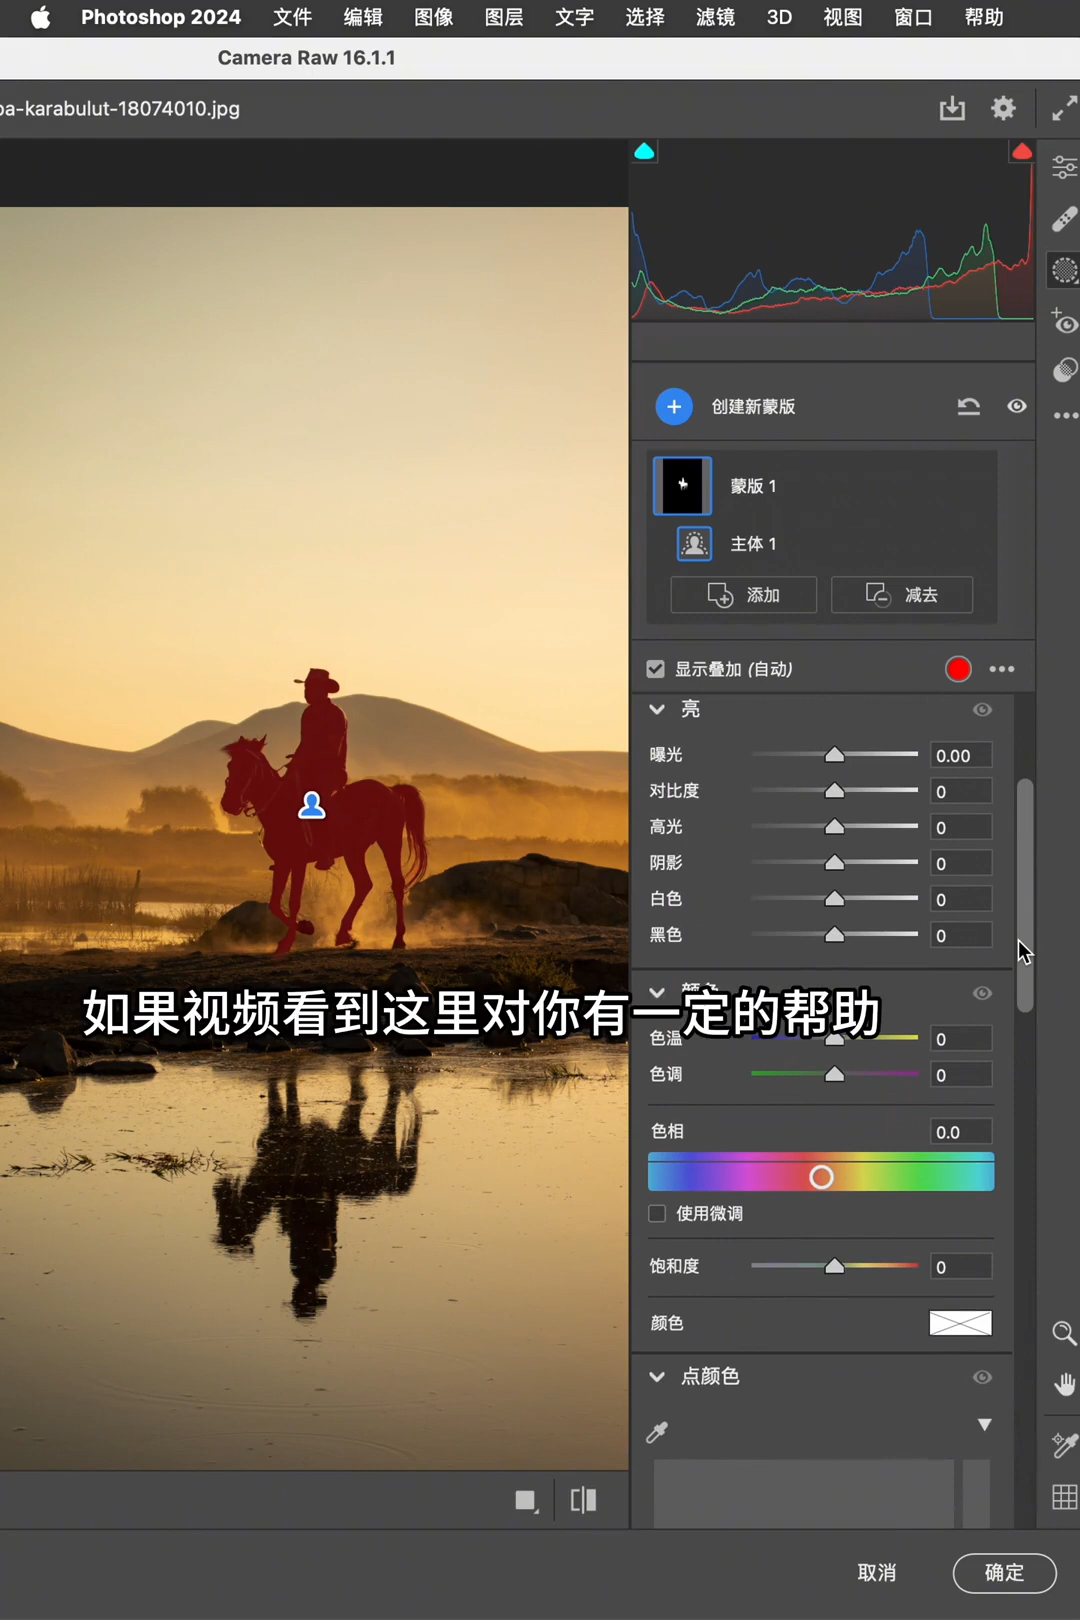 Photoshop 2024 文件 编辑 图像 图层 文字 选择 滤镜 3D 视图 窗口 帮助
Camera Raw 16.1.1
pa-karabulut-18074010.jpg
创建新蒙版
蒙版 1
主体 1
添加 减去
显示叠加 (自动)
亮
曝光 0.00
对比度 0
高光 0
阴影 0
白色 0
黑色 0
如果视频看到这里对你有一定的帮助
色温 0
色调 0
色相 0.0
使用微调
饱和度 0
颜色
点颜色
取消 确定